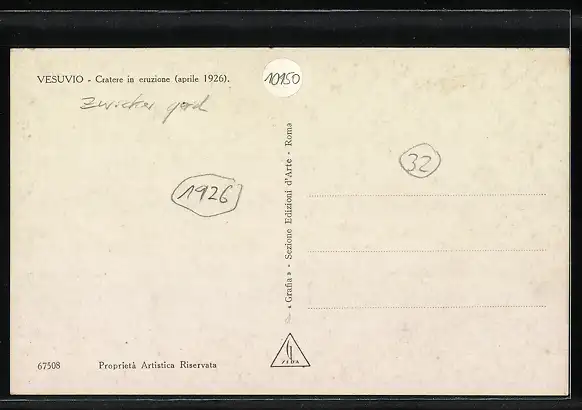 VESUVIO - Cratere in eruzione (aprile 1926).
10150
1926
32
« Grafia » - Sezione Edizioni d'Arte - Roma
67508 Proprietà Artistica Riservata